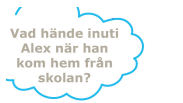 Vad hände inuti
Alex när han
kom hem från
skolan?